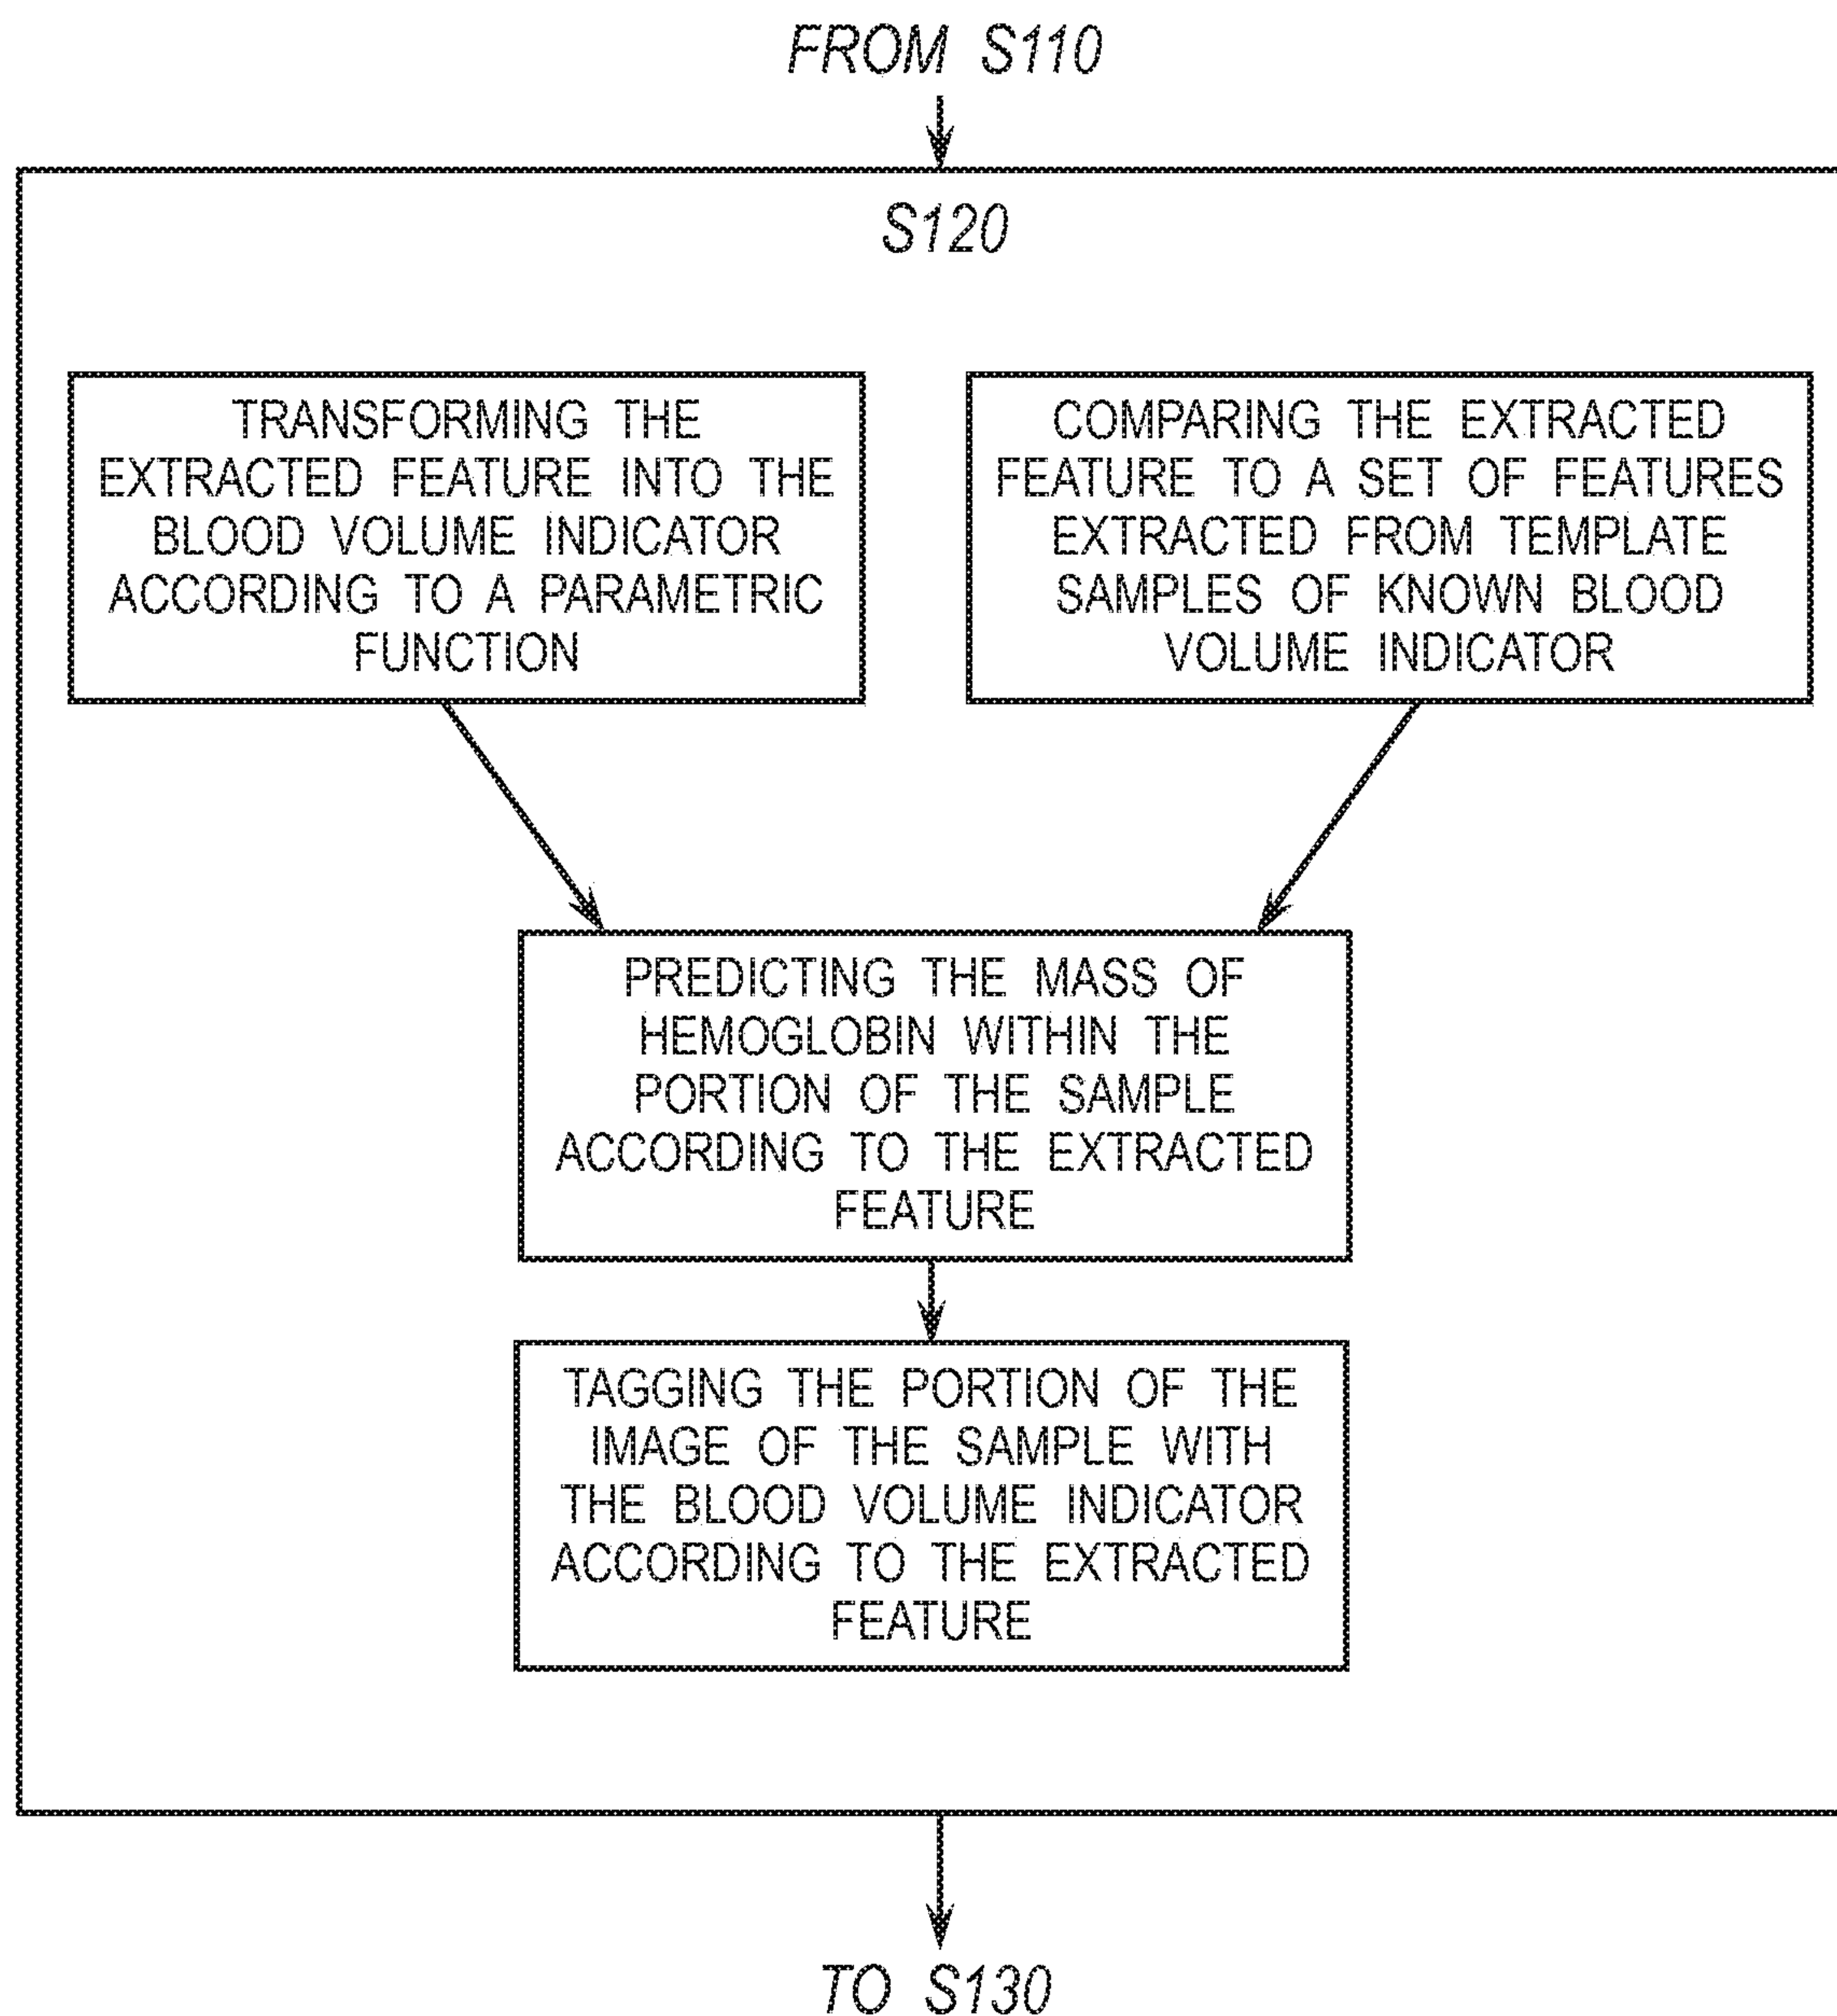 FROM S110
S120
TRANSFORMING THE
EXTRACTED FEATURE INTO THE
BLOOD VOLUME INDICATOR
ACCORDING TO A PARAMETRIC
FUNCTION
COMPARING THE EXTRACTED
FEATURE TO A SET OF FEATURES
EXTRACTED FROM TEMPLATE
SAMPLES OF KNOWN BLOOD
VOLUME INDICATOR
PREDICTING THE MASS OF
HEMOGLOBIN WITHIN THE
PORTION OF THE SAMPLE
ACCORDING TO THE EXTRACTED
FEATURE
TAGGING THE PORTION OF THE
IMAGE OF THE SAMPLE WITH
THE BLOOD VOLUME INDICATOR
ACCORDING TO THE EXTRACTED
FEATURE
TO S130